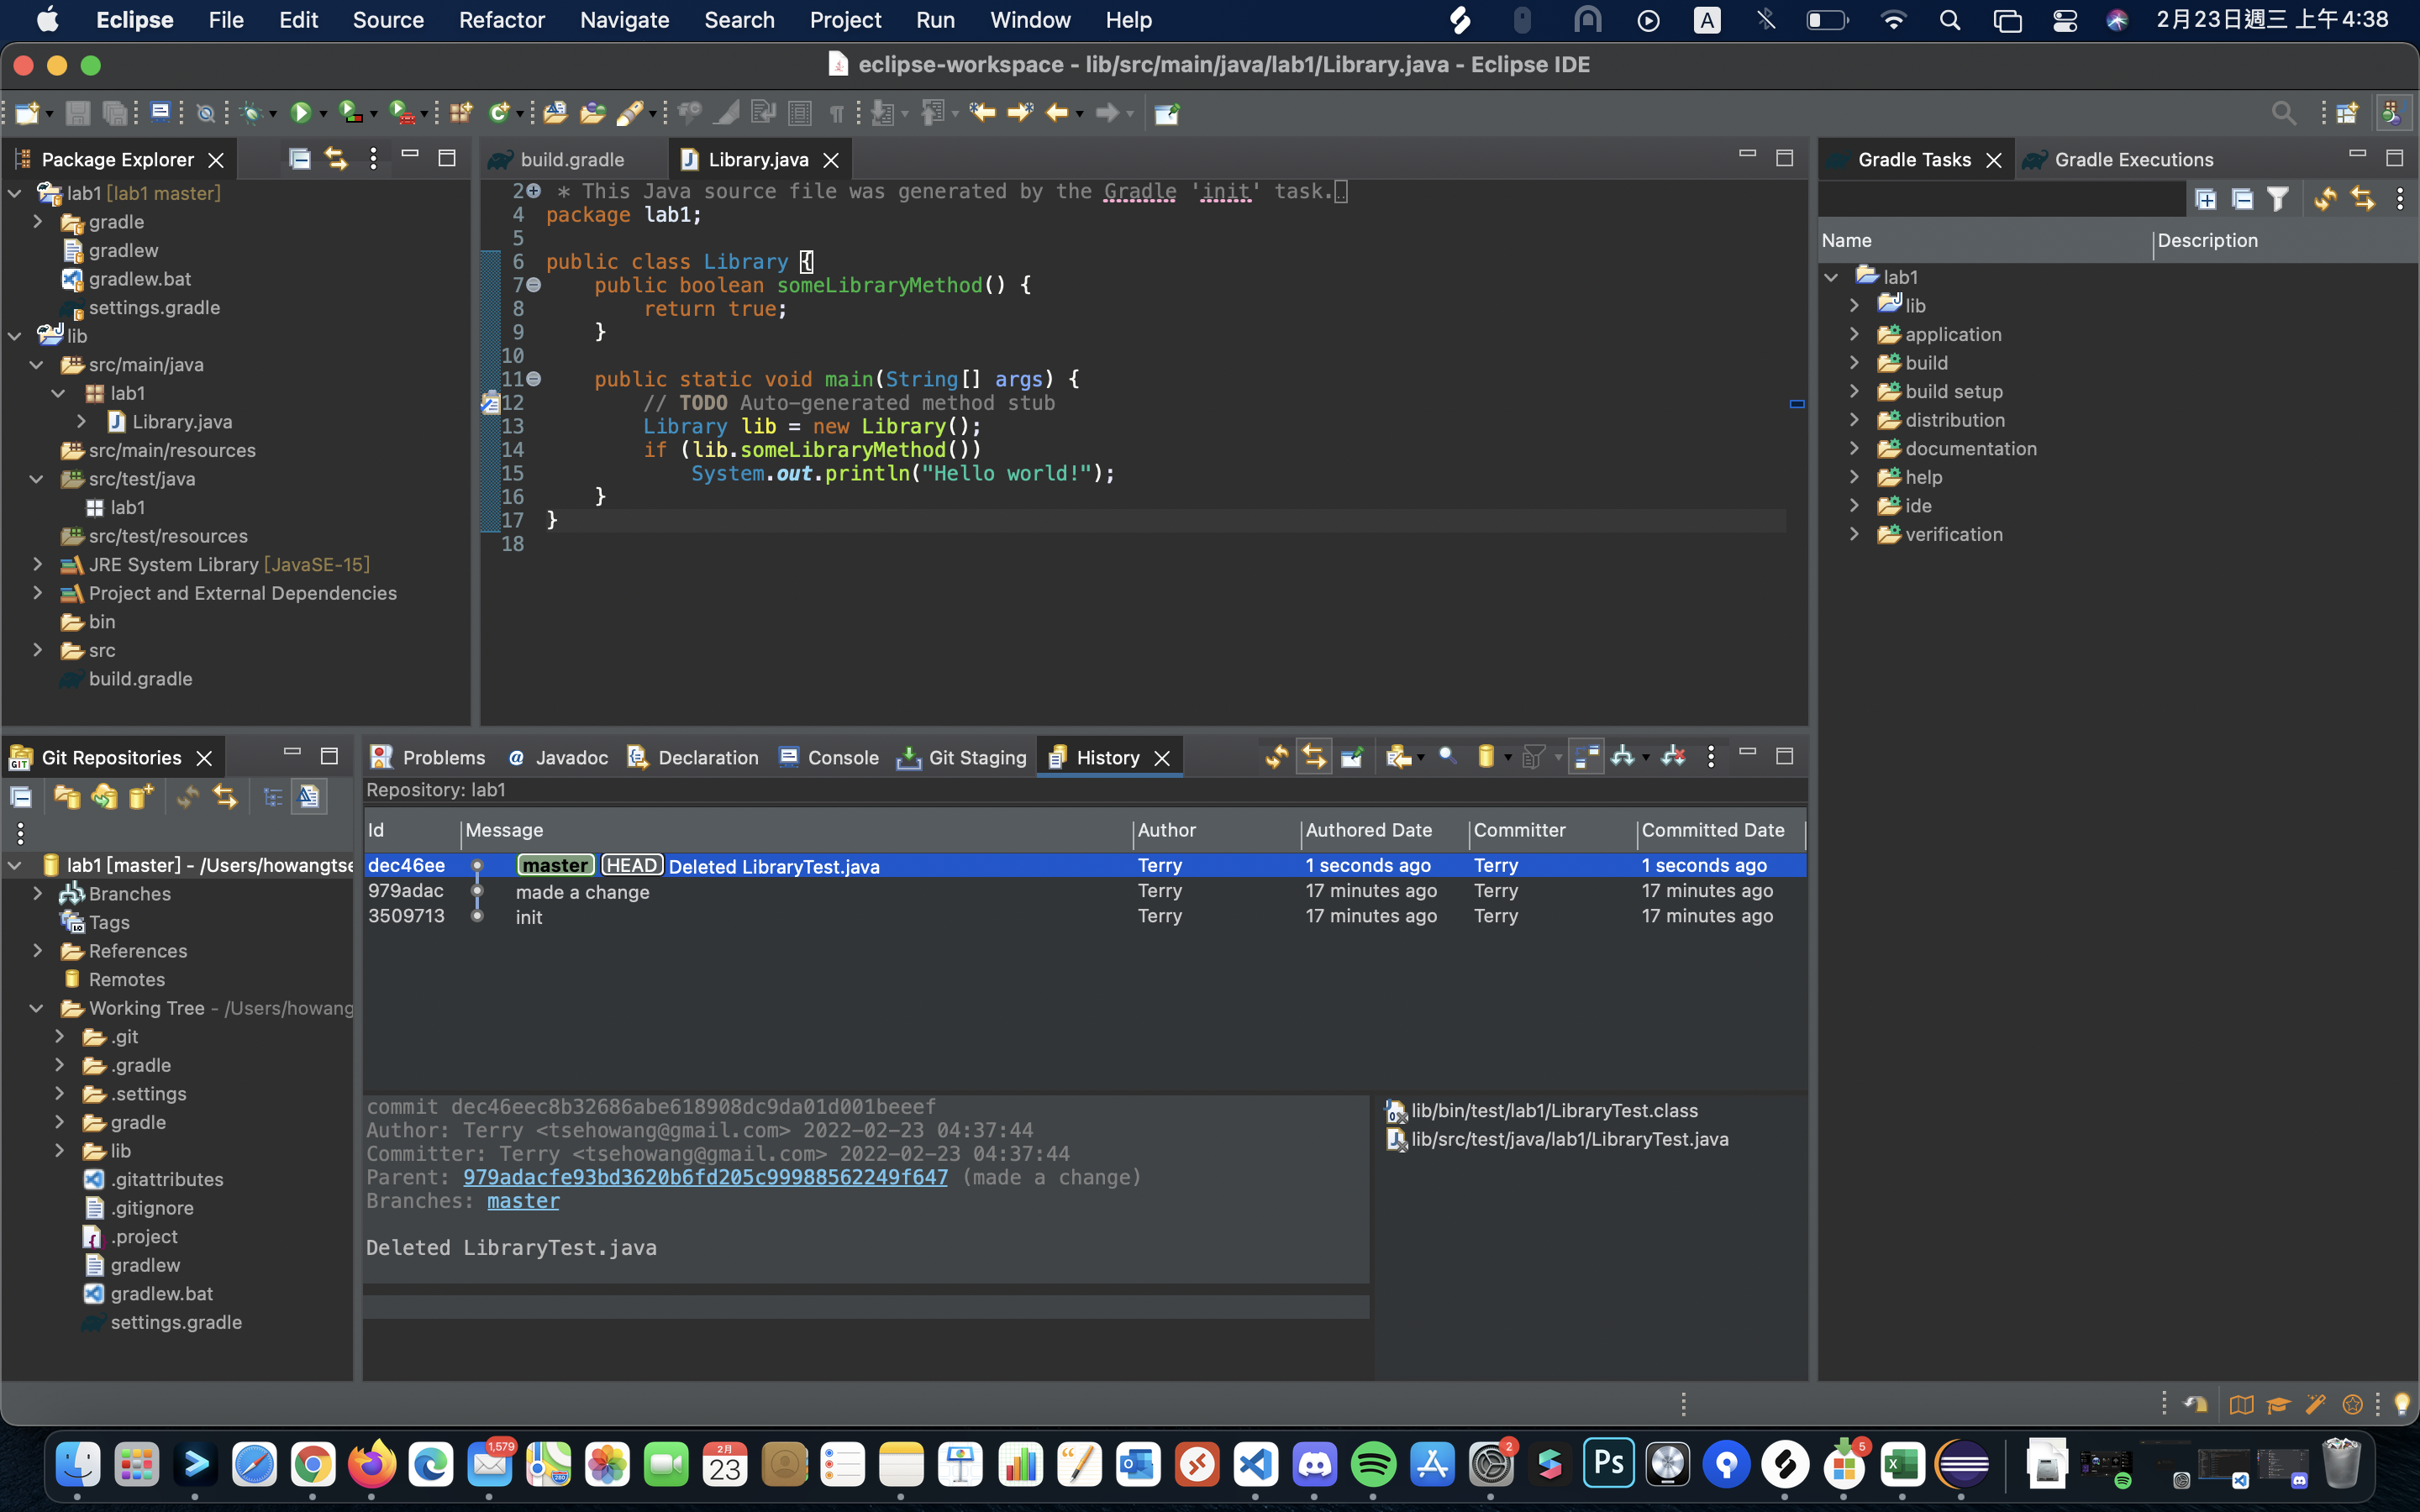 Eclipse File Edit Source Refactor Navigate Search Project Run Window Help A 2月23日週三 上午4:38
eclipse-workspace - lib/src/main/java/lab1/Library.java - Eclipse IDE
Package Explorer
lab1 [lab1 master]
gradle
gradlew
gradlew.bat
settings.gradle
lib
src/main/java
lab1
Library.java
src/main/resources
src/test/java
lab1
src/test/resources
JRE System Library [JavaSE-15]
Project and External Dependencies
bin
src
build.gradle
build.gradle Library.java
2 * This Java source file was generated by the Gradle 'init' task.
4 package lab1;
5
6 public class Library {
7 public boolean someLibraryMethod() {
8 return true;
9 }
10
11 public static void main(String[] args) {
12 // TODO Auto-generated method stub
13 Library lib = new Library();
14 if (lib.someLibraryMethod())
15 System.out.println("Hello world!");
16 }
17 }
18
Gradle Tasks Gradle Executions
Name Description
lab1
lib
application
build
build setup
distribution
documentation
help
ide
verification
Git Repositories
GIT
lab1 [master] - /Users/howangtse
Branches
Tags
References
Remotes
Working Tree - /Users/howang
.git
.gradle
.settings
gradle
lib
.gitattributes
.gitignore
.project
gradlew
gradlew.bat
settings.gradle
Problems @ Javadoc Declaration Console Git Staging History
Repository: lab1
Id Message Author Authored Date Committer Committed Date
dec46ee master HEAD Deleted LibraryTest.java Terry 1 seconds ago Terry 1 seconds ago
979adac made a change Terry 17 minutes ago Terry 17 minutes ago
3509713 init Terry 17 minutes ago Terry 17 minutes ago
commit dec46eec8b32686abe618908dc9da01d001beeef
Author: Terry <tsehowang@gmail.com> 2022-02-23 04:37:44
Committer: Terry <tsehowang@gmail.com> 2022-02-23 04:37:44
Parent: 979adacfe93bd3620b6fd205c99988562249f647 (made a change)
Branches: master
Deleted LibraryTest.java
lib/bin/test/lab1/LibraryTest.class
lib/src/test/java/lab1/LibraryTest.java
1,579 2月 23 2 Ps 5